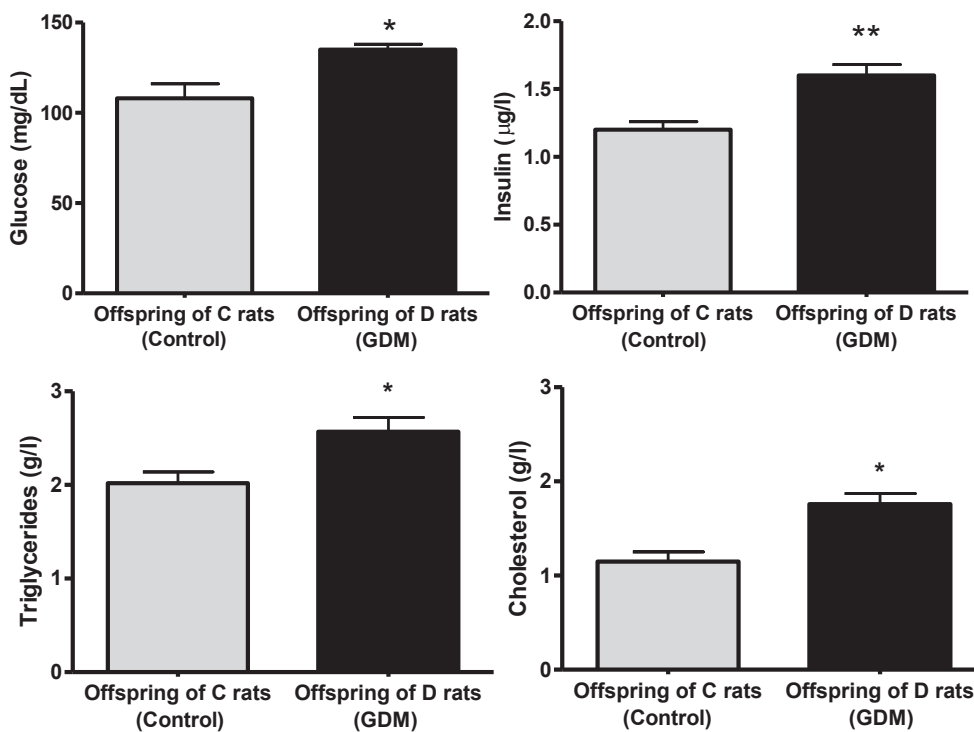 Glucose (mg/dL)
150
100
50
0
*
Offspring of C rats
(Control)
Offspring of D rats
(GDM)
Insulin (μg/l)
2.0
1.5
1.0
0.5
0.0
**
Offspring of C rats
(Control)
Offspring of D rats
(GDM)
Triglycerides (g/l)
3
2
1
0
*
Offspring of C rats
(Control)
Offspring of D rats
(GDM)
Cholesterol (g/l)
3
2
1
0
*
Offspring of C rats
(Control)
Offspring of D rats
(GDM)